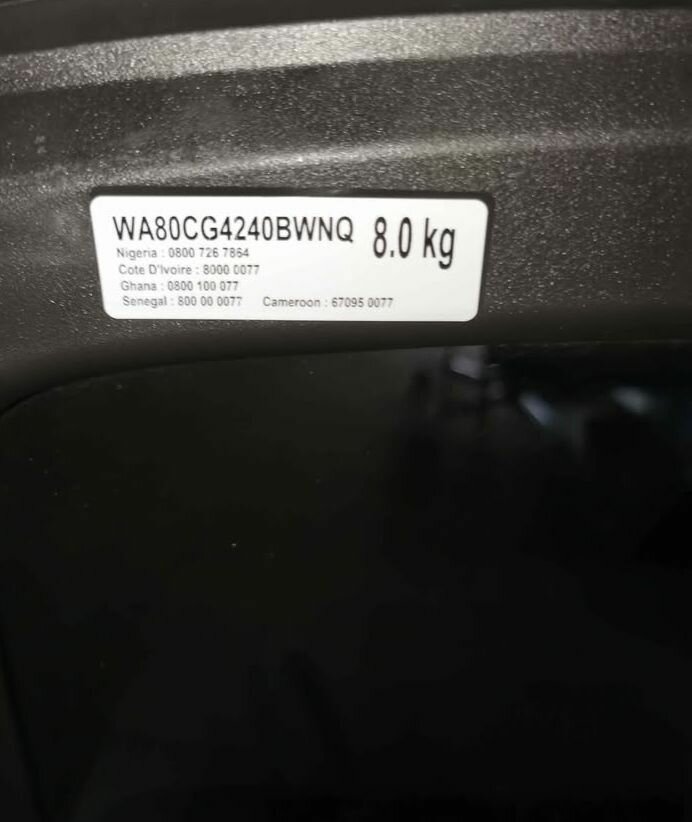 WA80CG4240BWNQ 8.0 kg
Nigeria : 0800 726 7864
Cote D'Ivoire : 8000 0077
Ghana : 0800 100 077
Senegal : 800 00 0077 Cameroon : 67095 0077